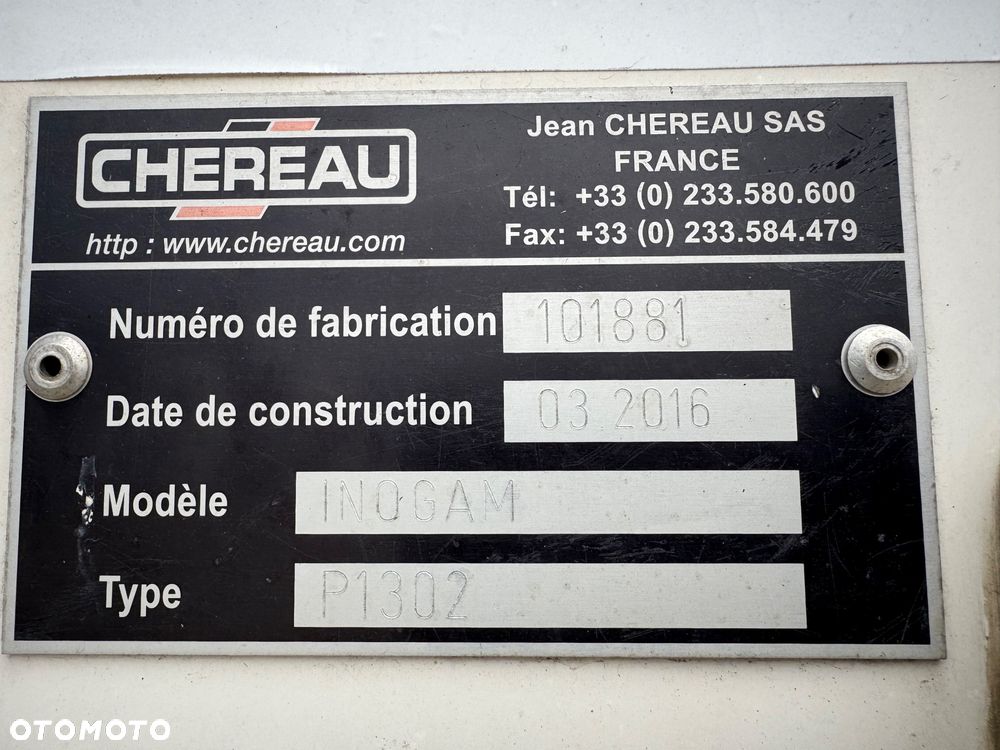 CHEREAU
http : www.chereau.com
Jean CHEREAU SAS
FRANCE
Tél: +33 (0) 233.580.600
Fax: +33 (0) 233.584.479
Numéro de fabrication 101881
Date de construction 03.2016
Modèle INOGAM
Type P1302
OTOMOTO